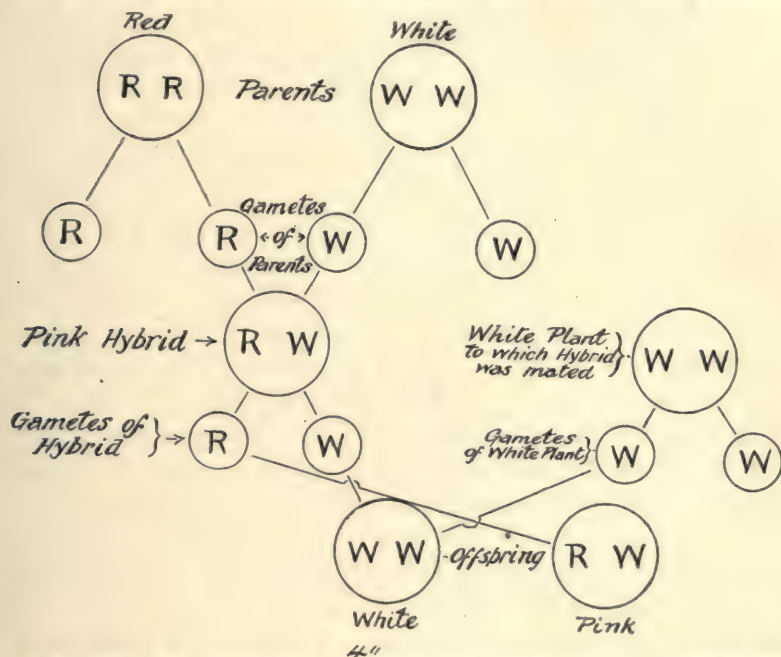 Red
White
R R
Parents
W W
R
R
Gametes
←of→
Parents
W
W
Pink Hybrid →
R W
White Plant
to which Hybrid }
was mated
W W
Gametes of
Hybrid } →
R
W
Gametes
of White Plant }
W
W
W W
Offspring
R W
White
Pink
4"